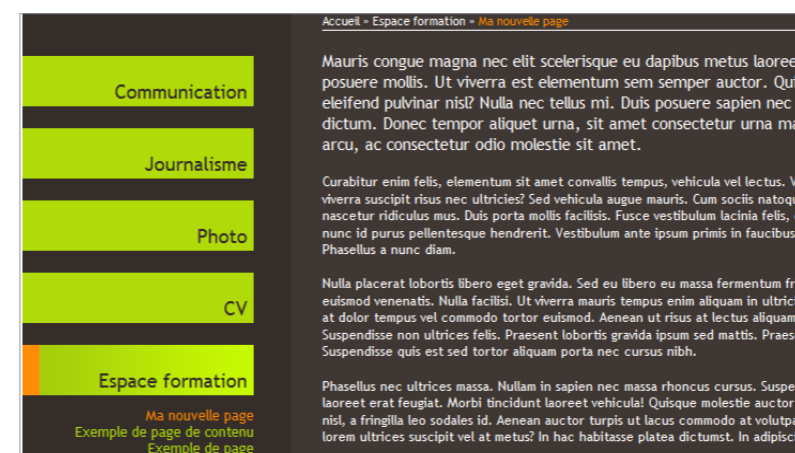 Accueil » Espace formation » Ma nouvelle page
Communication
Journalisme
Photo
CV
Espace formation
Ma nouvelle page
Exemple de page de contenu
Exemple de page
Mauris congue magna nec elit scelerisque eu dapibus metus laoree
posuere mollis. Ut viverra est elementum sem semper auctor. Qui
eleifend pulvinar nisl? Nulla nec tellus mi. Duis posuere sapien nec
dictum. Donec tempor aliquet urna, sit amet consectetur urna ma
arcu, ac consectetur odio molestie sit amet.
Curabitur enim felis, elementum sit amet convallis tempus, vehicula vel lectus. V
viverra suscipit risus nec ultricies? Sed vehicula augue mauris. Cum sociis natoqu
nascetur ridiculus mus. Duis porta mollis facilisis. Fusce vestibulum lacinia felis,
nunc id purus pellentesque hendrerit. Vestibulum ante ipsum primis in faucibus
Phasellus a nunc diam.
Nulla placerat lobortis libero eget gravida. Sed eu libero eu massa fermentum fr
euismod venenatis. Nulla facilisi. Ut viverra mauris tempus enim aliquam in ultrici
at dolor tempus vel commodo tortor euismod. Aenean ut risus at lectus aliquam
Suspendisse non ultrices felis. Praesent lobortis gravida ipsum sed mattis. Praes
Suspendisse quis est sed tortor aliquam porta nec cursus nibh.
Phasellus nec ultrices massa. Nullam in sapien nec massa rhoncus cursus. Suspe
laoreet erat feugiat. Morbi tincidunt laoreet vehicula! Quisque molestie auctor
nisl, a fringilla leo sodales id. Aenean auctor turpis ut lacus commodo at volutpa
lorem ultrices suscipit vel at metus? In hac habitasse platea dictumst. In adipisci